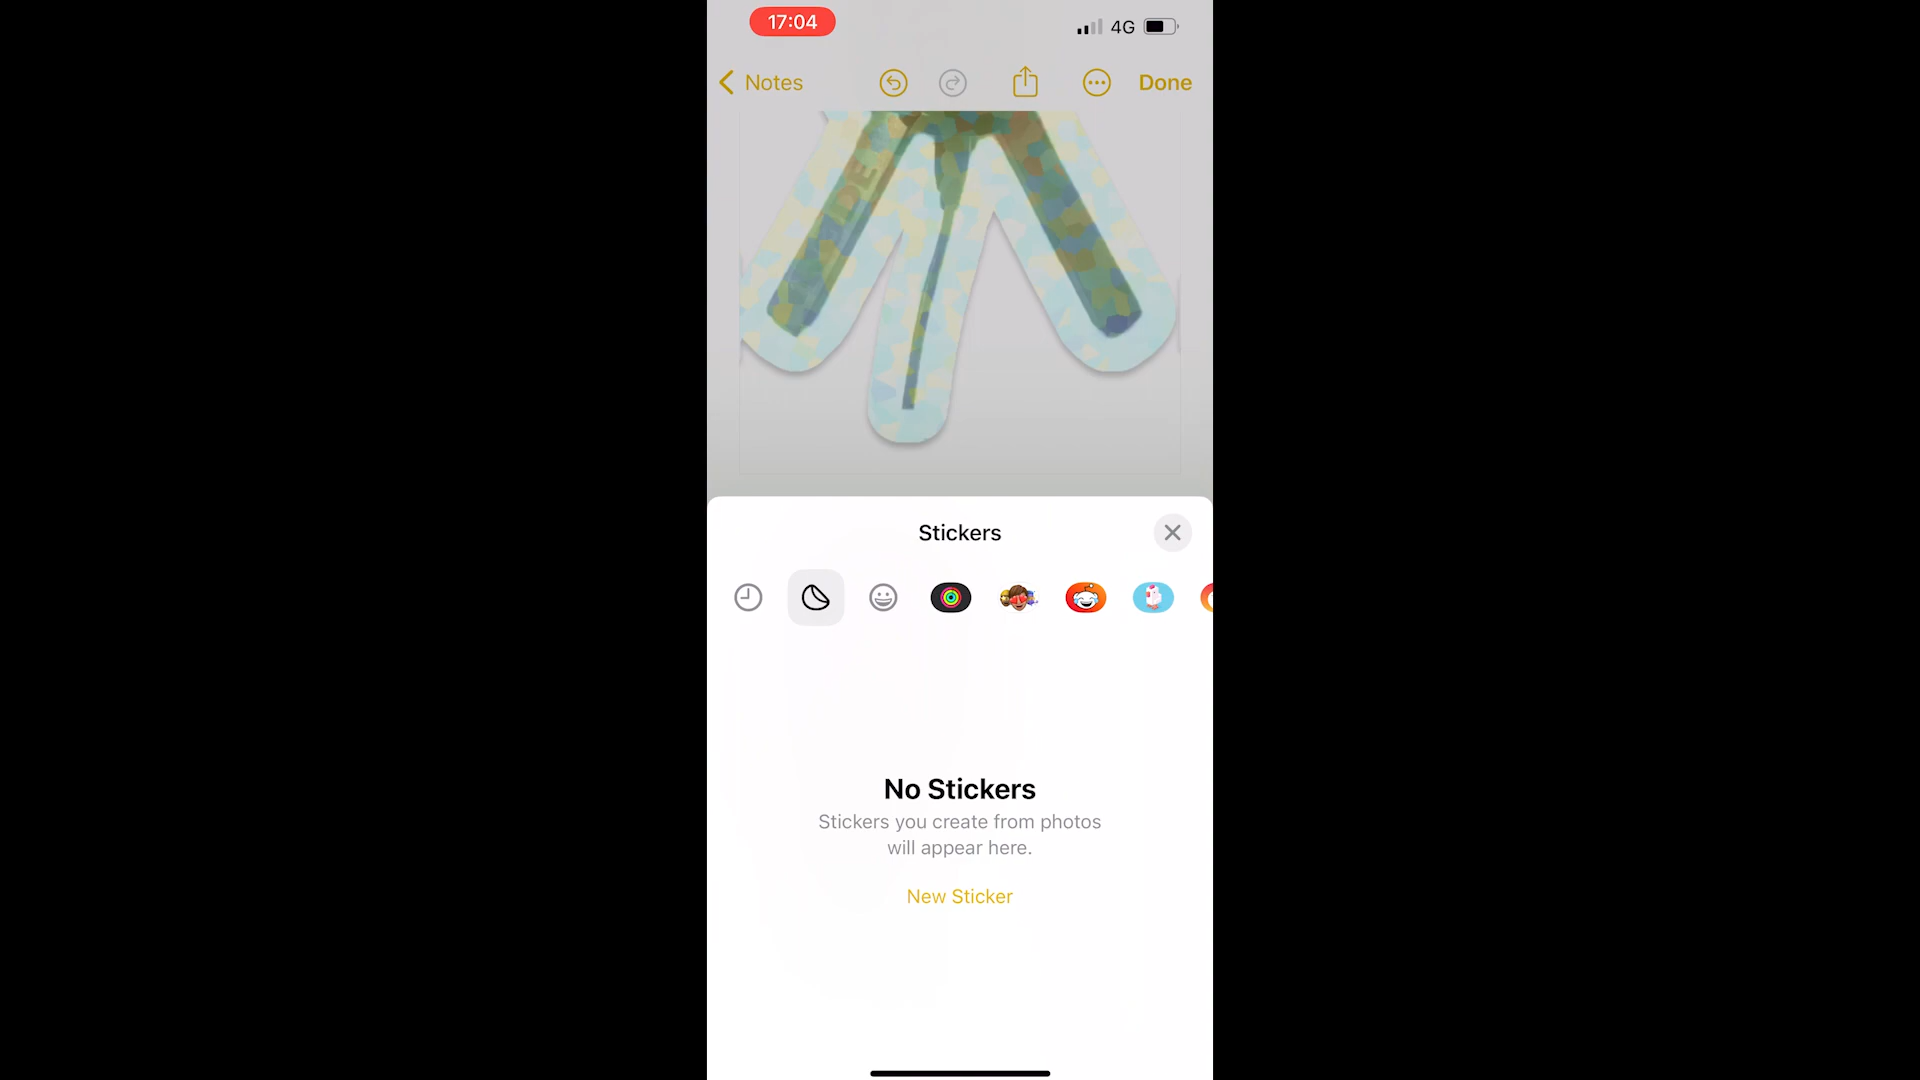 17:04
4G
Notes
Done
Stickers
No Stickers
Stickers you create from photos
will appear here.
New Sticker